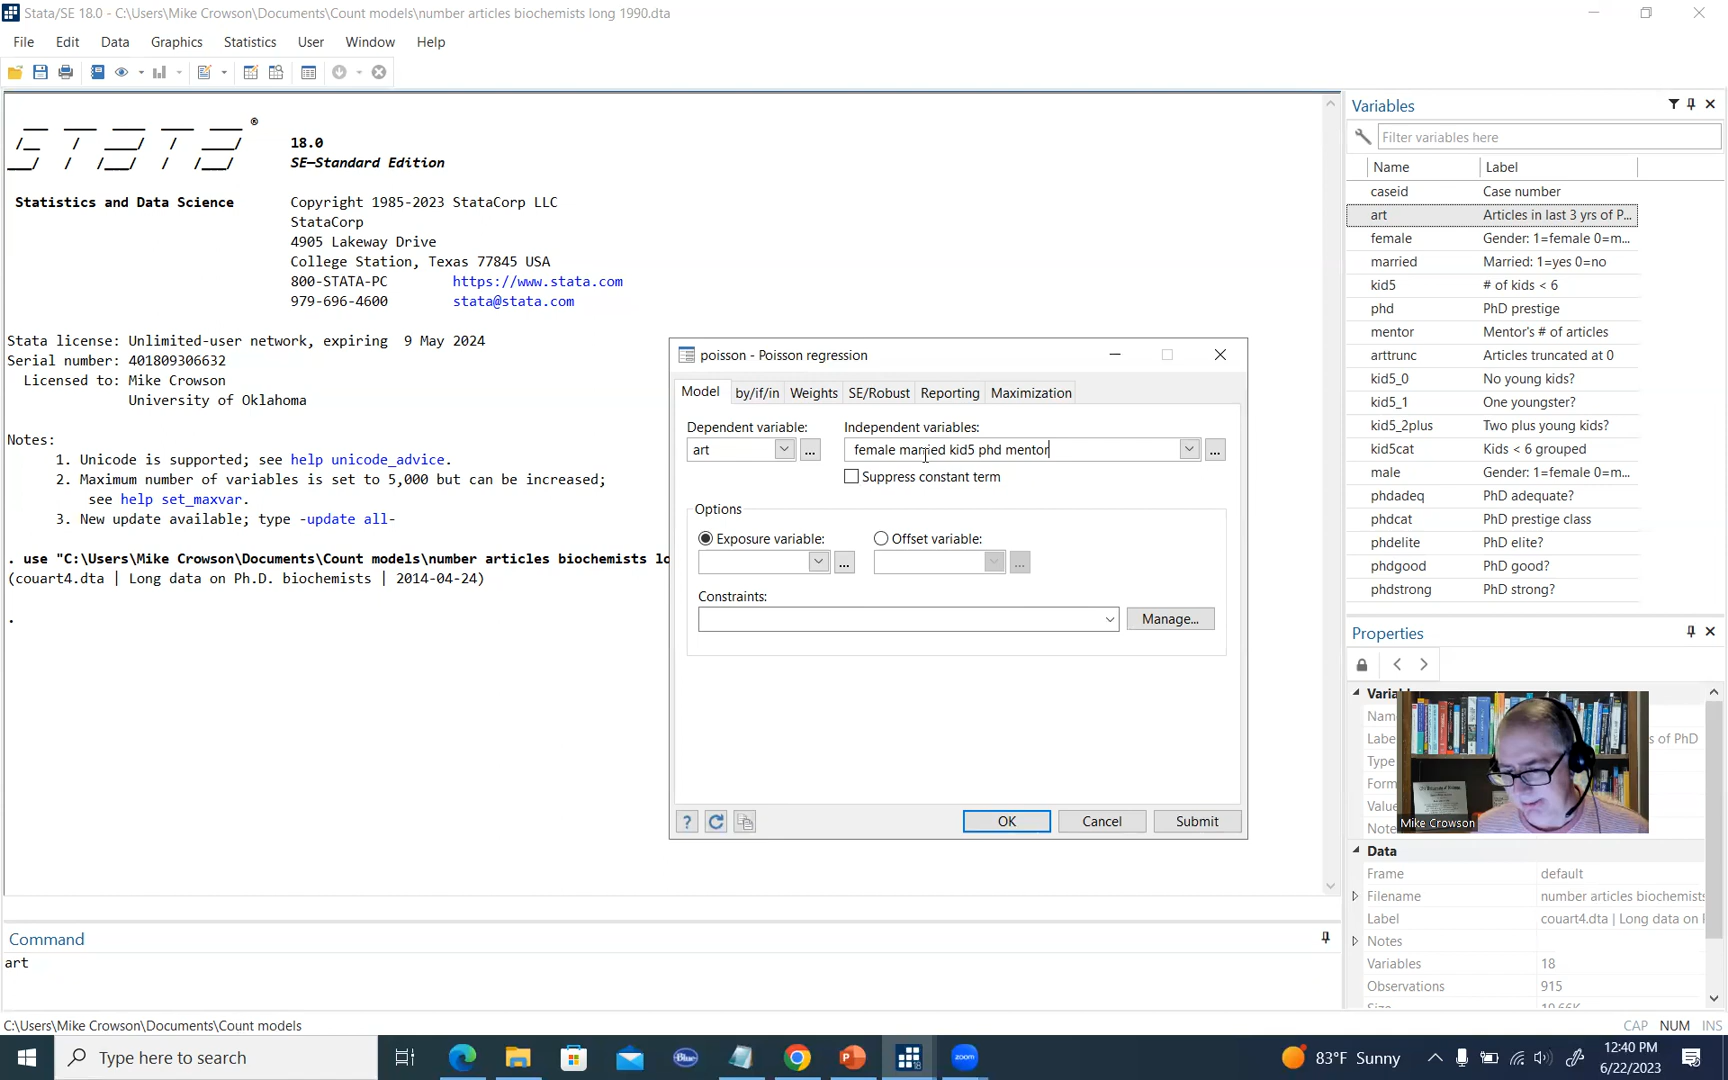 Stata/SE 18.0 - C:\Users\Mike Crowson\Documents\Count models\number articles biochemists long 1990.dta
File Edit Data Graphics Statistics User Window Help
®
18.0
SE—Standard Edition
Statistics and Data Science
Copyright 1985-2023 StataCorp LLC
StataCorp
4905 Lakeway Drive
College Station, Texas 77845 USA
800-STATA-PC https://www.stata.com
979-696-4600 stata@stata.com
Stata license: Unlimited-user network, expiring 9 May 2024
Serial number: 401809306632
Licensed to: Mike Crowson
University of Oklahoma
Notes:
1. Unicode is supported; see help unicode_advice.
2. Maximum number of variables is set to 5,000 but can be increased;
see help set_maxvar.
3. New update available; type -update all-
. use "C:\Users\Mike Crowson\Documents\Count models\number articles biochemists lo
(couart4.dta | Long data on Ph.D. biochemists | 2014-04-24)
.
poisson - Poisson regression
Model by/if/in Weights SE/Robust Reporting Maximization
Dependent variable: Independent variables:
art ... female married kid5 phd mentor ...
Suppress constant term
Options
Exposure variable: Offset variable:
... ...
Constraints:
Manage...
? OK Cancel Submit
Command
art
C:\Users\Mike Crowson\Documents\Count models
Variables
Filter variables here
Name Label
caseid Case number
art Articles in last 3 yrs of P...
female Gender: 1=female 0=m...
married Married: 1=yes 0=no
kid5 # of kids < 6
phd PhD prestige
mentor Mentor's # of articles
arttrunc Articles truncated at 0
kid5_0 No young kids?
kid5_1 One youngster?
kid5_2plus Two plus young kids?
kid5cat Kids < 6 grouped
male Gender: 1=female 0=m...
phdadeq PhD adequate?
phdcat PhD prestige class
phdelite PhD elite?
phdgood PhD good?
phdstrong PhD strong?
Properties
Varial
Nam
Labe s of PhD
Type
Form
Value
Note
Mike Crowson
Data
Frame default
Filename number articles biochemists
Label couart4.dta | Long data on
Notes
Variables 18
Observations 915
CAP NUM INS
Type here to search
Blue
18
zoom
83°F Sunny
12:40 PM
6/22/2023